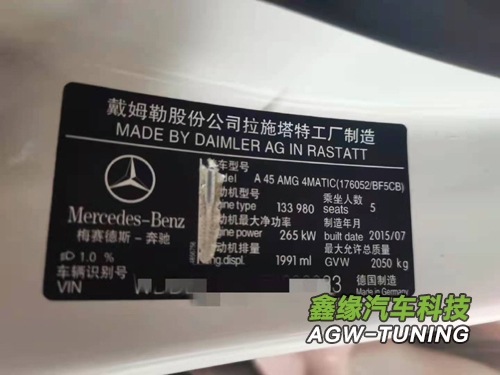 戴姆勒股份公司拉施塔特工厂制造
MADE BY DAIMLER AG IN RASTATT
车型号 A 45 AMG 4MATIC(176052/BF5CB)
动机型号 乘坐人数
type 133 980 seats 5
动机最大净功率 制造年月
265 kW built date 2015/07
动机排量 最大允许总质量
displ. 1991 ml GVW 2050 kg
Mercedes-Benz
梅赛德斯－奔驰
1.0 %
车辆识别号 德国制造
VIN Made in Germany
鑫缘汽车科技
AGW-TUNING